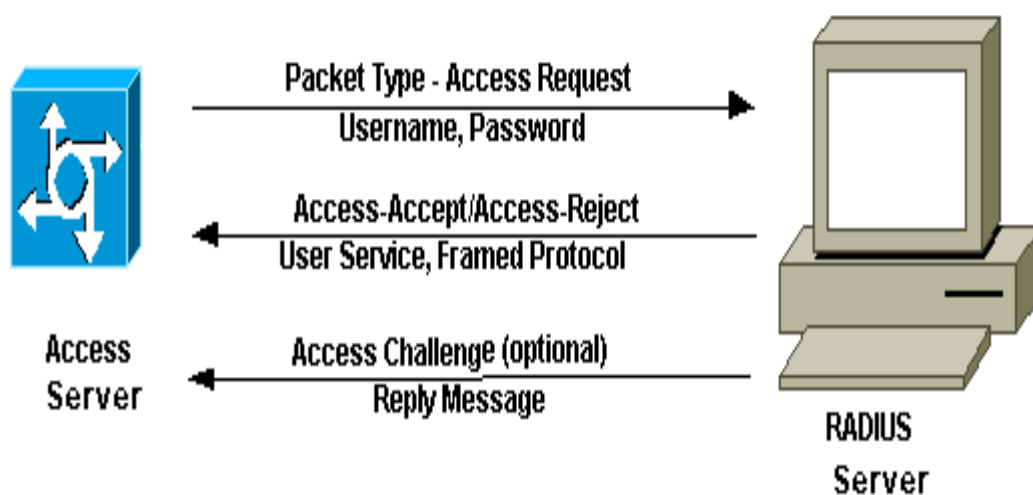 Packet Type - Access Request
Username, Password
Access-Accept/Access-Reject
User Service, Framed Protocol
Access Challenge (optional)
Reply Message
Access
Server
RADIUS
Server